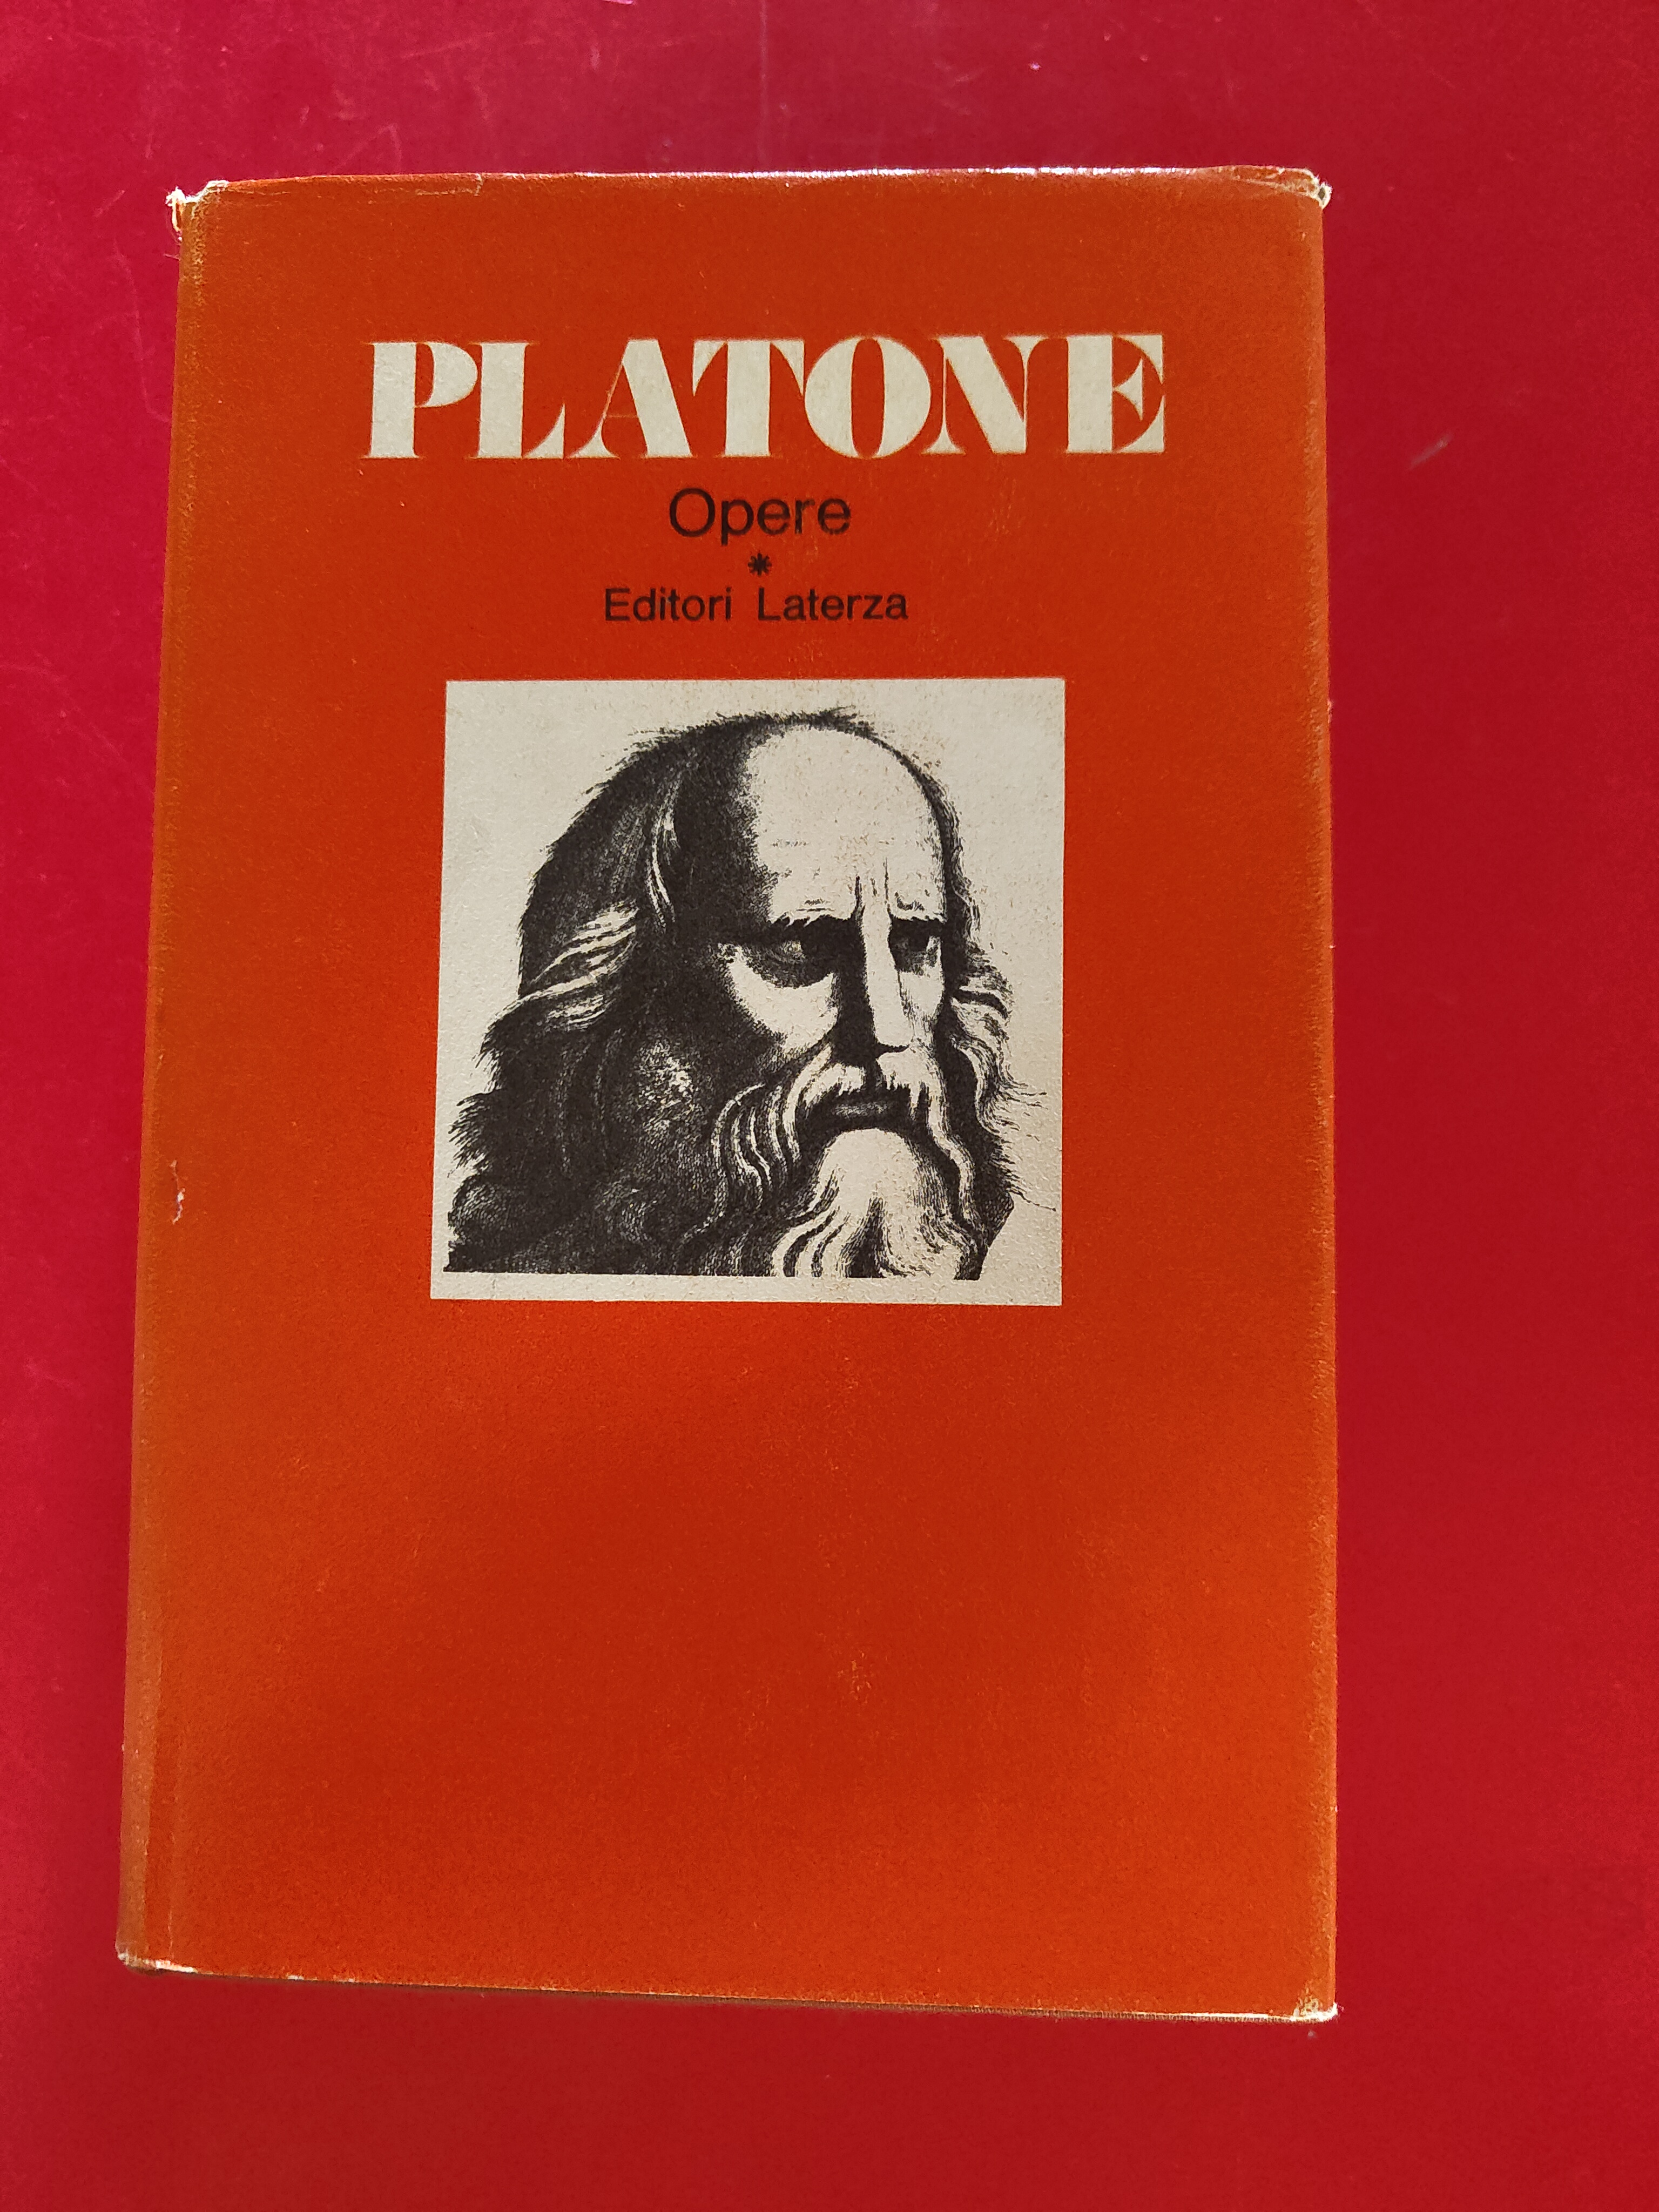 PLATONE
Opere
*
Editori Laterza